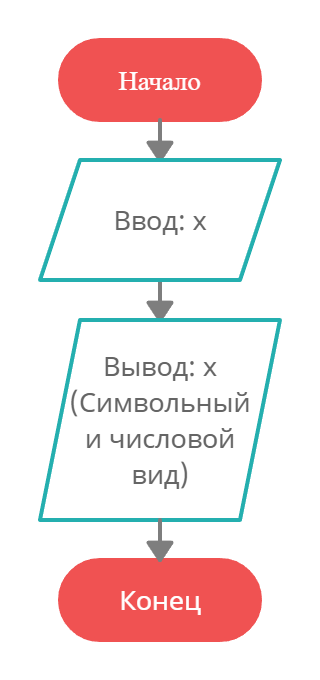 Начало
Ввод: x
Вывод: x
(Символьный
и числовой
вид)
Конец